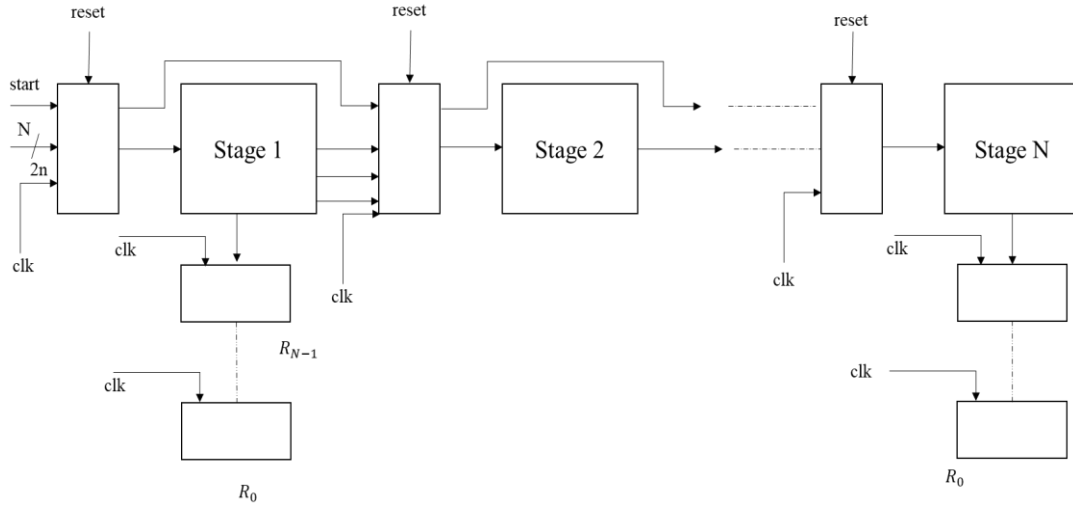 reset
reset
reset
start
N
2n
Stage 1
Stage 2
Stage N
clk
clk
clk
clk
clk
clk
R_{N−1}
clk
clk
R_0
R_0